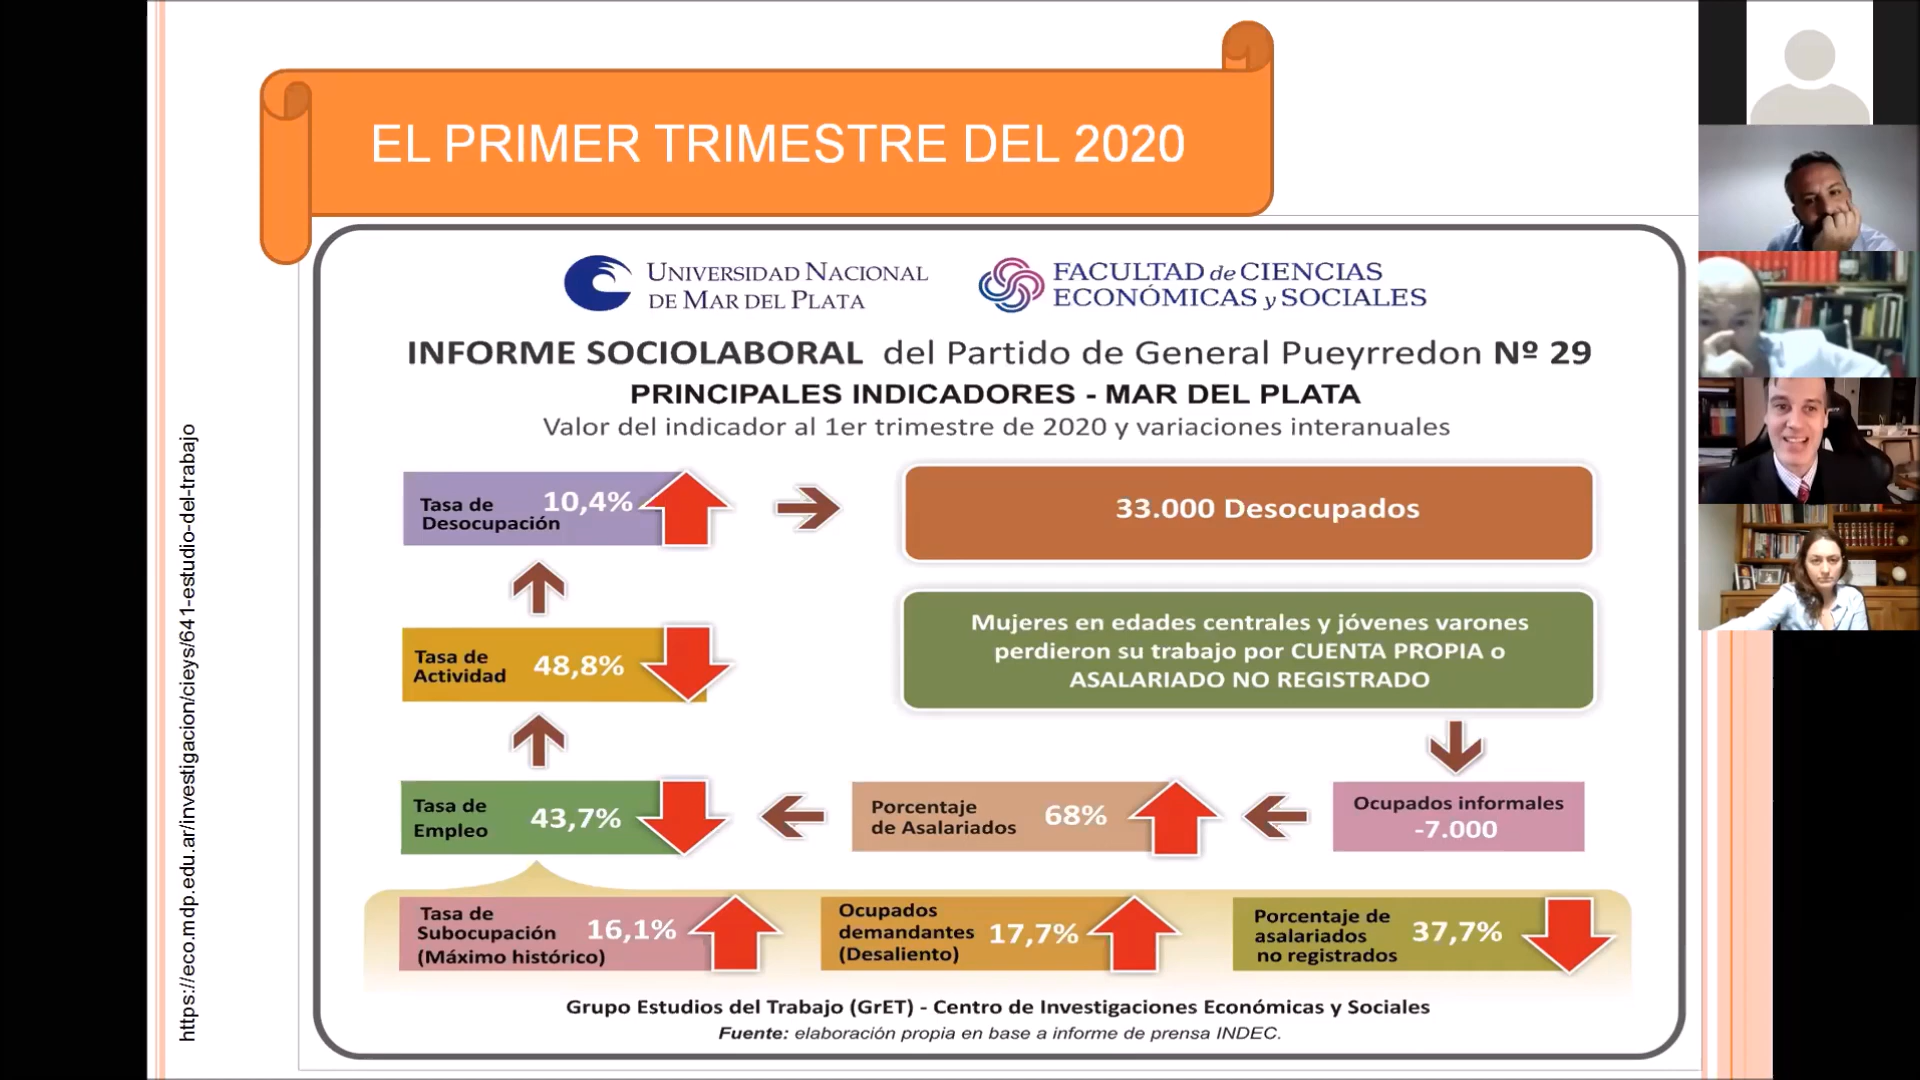 EL PRIMER TRIMESTRE DEL 2020
UNIVERSIDAD NACIONAL
DE MAR DEL PLATA
FACULTAD de CIENCIAS
ECONÓMICAS y SOCIALES
INFORME SOCIOLABORAL del Partido de General Pueyrredon Nº 29
PRINCIPALES INDICADORES - MAR DEL PLATA
Valor del indicador al 1er trimestre de 2020 y variaciones interanuales
Tasa de
Desocupación
10,4%
33.000 Desocupados
Tasa de
Actividad
48,8%
Mujeres en edades centrales y jóvenes varones
perdieron su trabajo por CUENTA PROPIA o
ASALARIADO NO REGISTRADO
Tasa de
Empleo
43,7%
Porcentaje
de Asalariados
68%
Ocupados informales
-7.000
Tasa de
Subocupación
(Máximo histórico)
16,1%
Ocupados
demandantes
(Desaliento)
17,7%
Porcentaje de
asalariados
no registrados
37,7%
Grupo Estudios del Trabajo (GrET) - Centro de Investigaciones Económicas y Sociales
Fuente: elaboración propia en base a informe de prensa INDEC.
https://eco.mdp.edu.ar/investigacion/cieys/641-estudio-del-trabajo